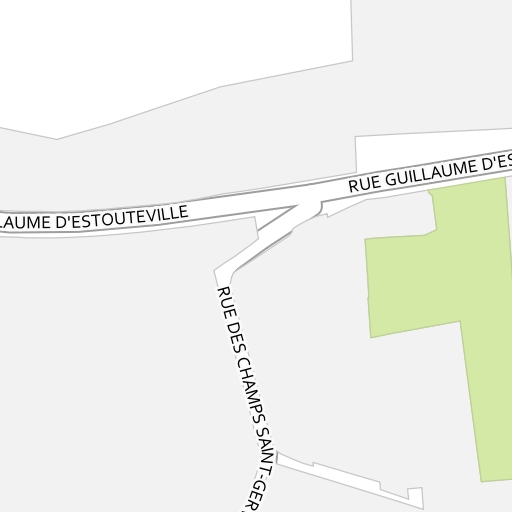 RUE GUILLAUME D'ES
LAUME D'ESTOUTEVILLE
RUE DES CHAMPS SAINT-GER